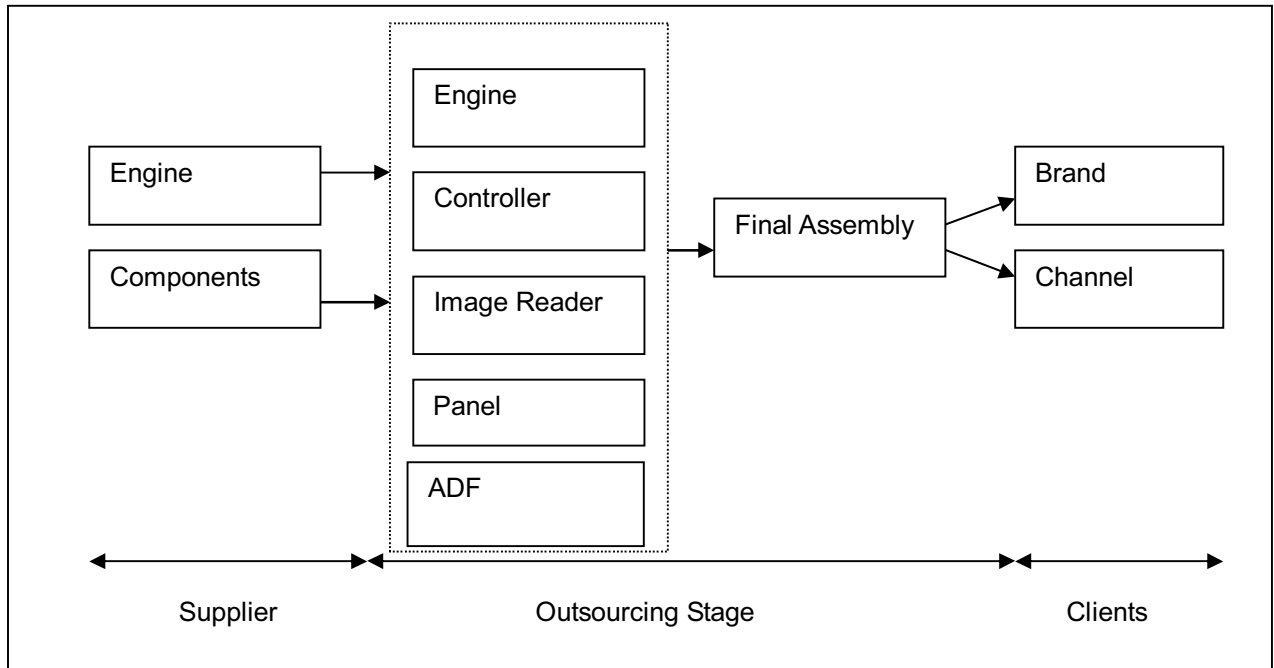 Engine
Components
Engine
Controller
Image Reader
Panel
ADF
Final Assembly
Brand
Channel
Supplier
Outsourcing Stage
Clients